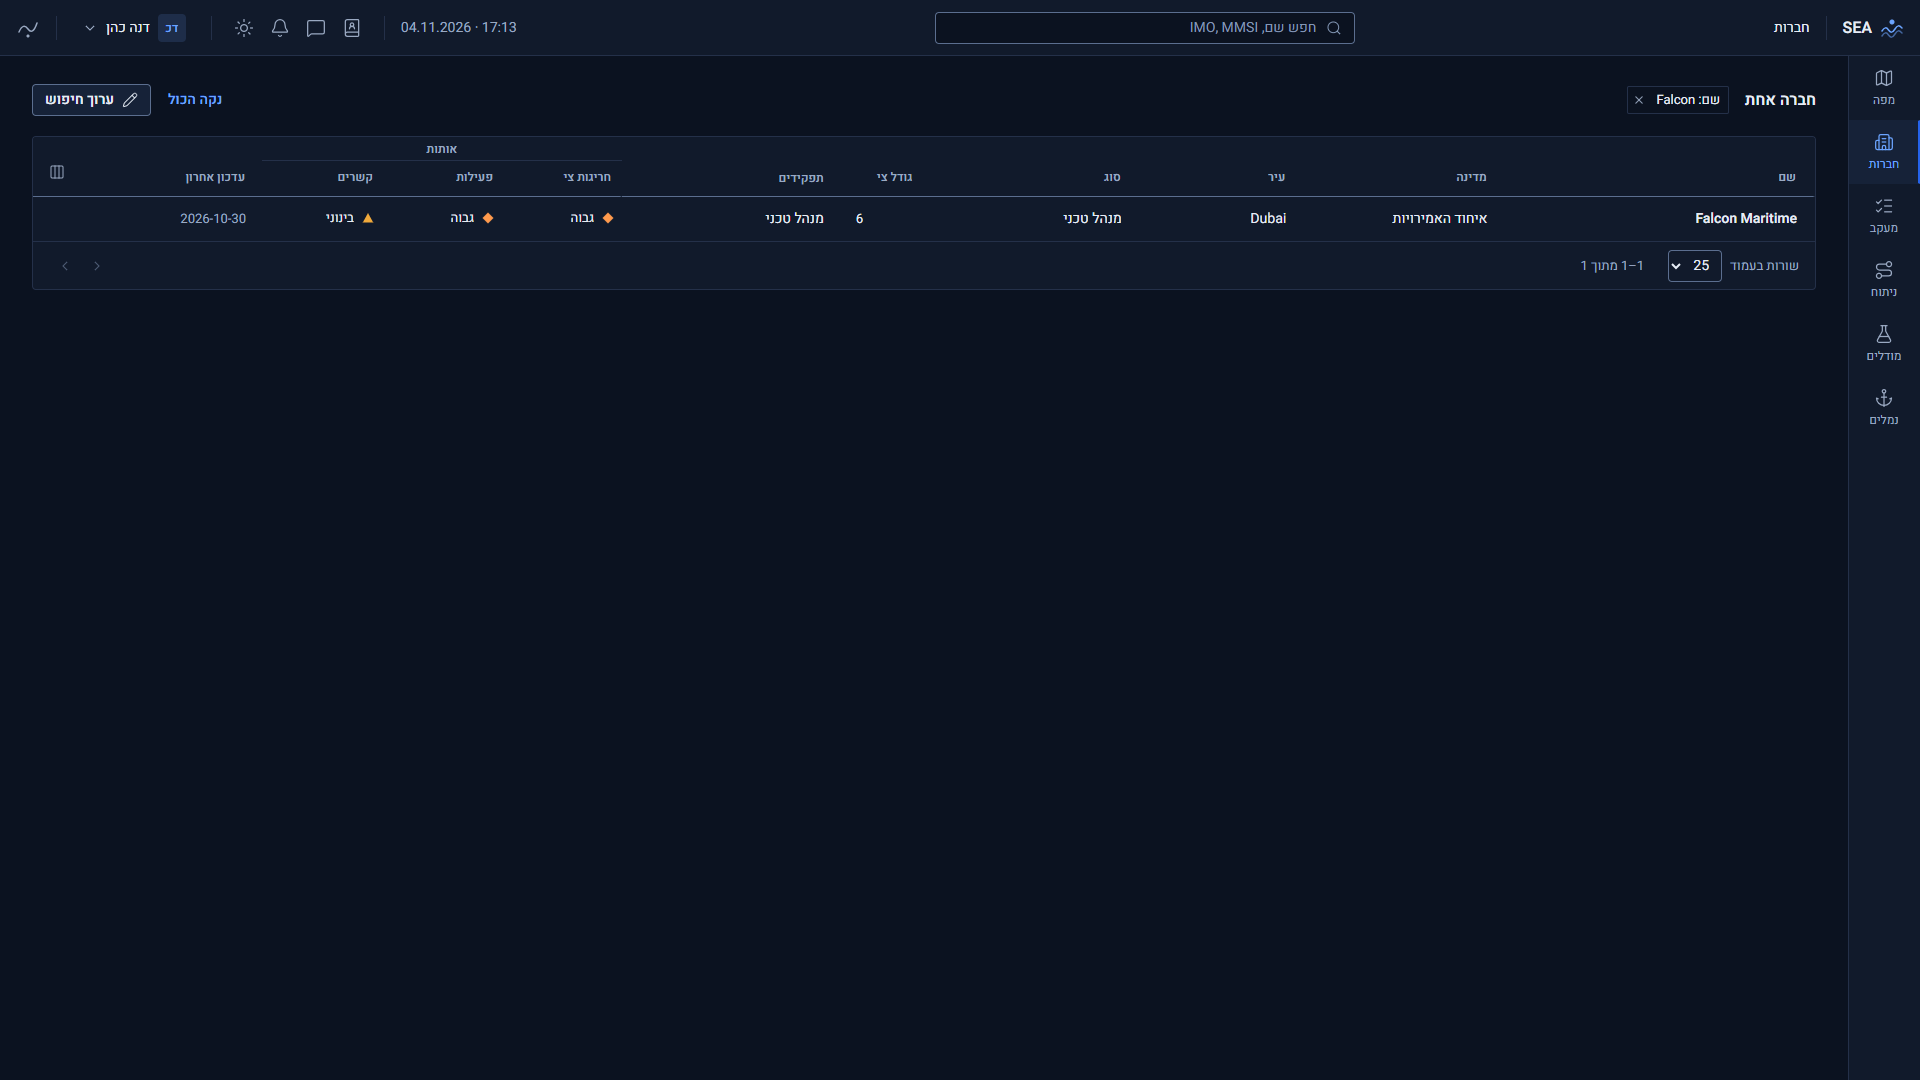 SEA
חברות
חפש שם, IMO, MMSI
04.11.2026 · 17:13
דכ דנה כהן
מפה
חברות
מעקב
ניתוח
מודלים
נמלים
חברה אחת
שם: Falcon
נקה הכול
ערוך חיפוש
אותות
שם מדינה עיר סוג גודל צי תפקידים חריגות צי פעילות קשרים עדכון אחרון
Falcon Maritime איחוד האמירויות Dubai מנהל טכני 6 מנהל טכני גבוה גבוה בינוני 2026-10-30
שורות בעמוד 25 1–1 מתוך 1